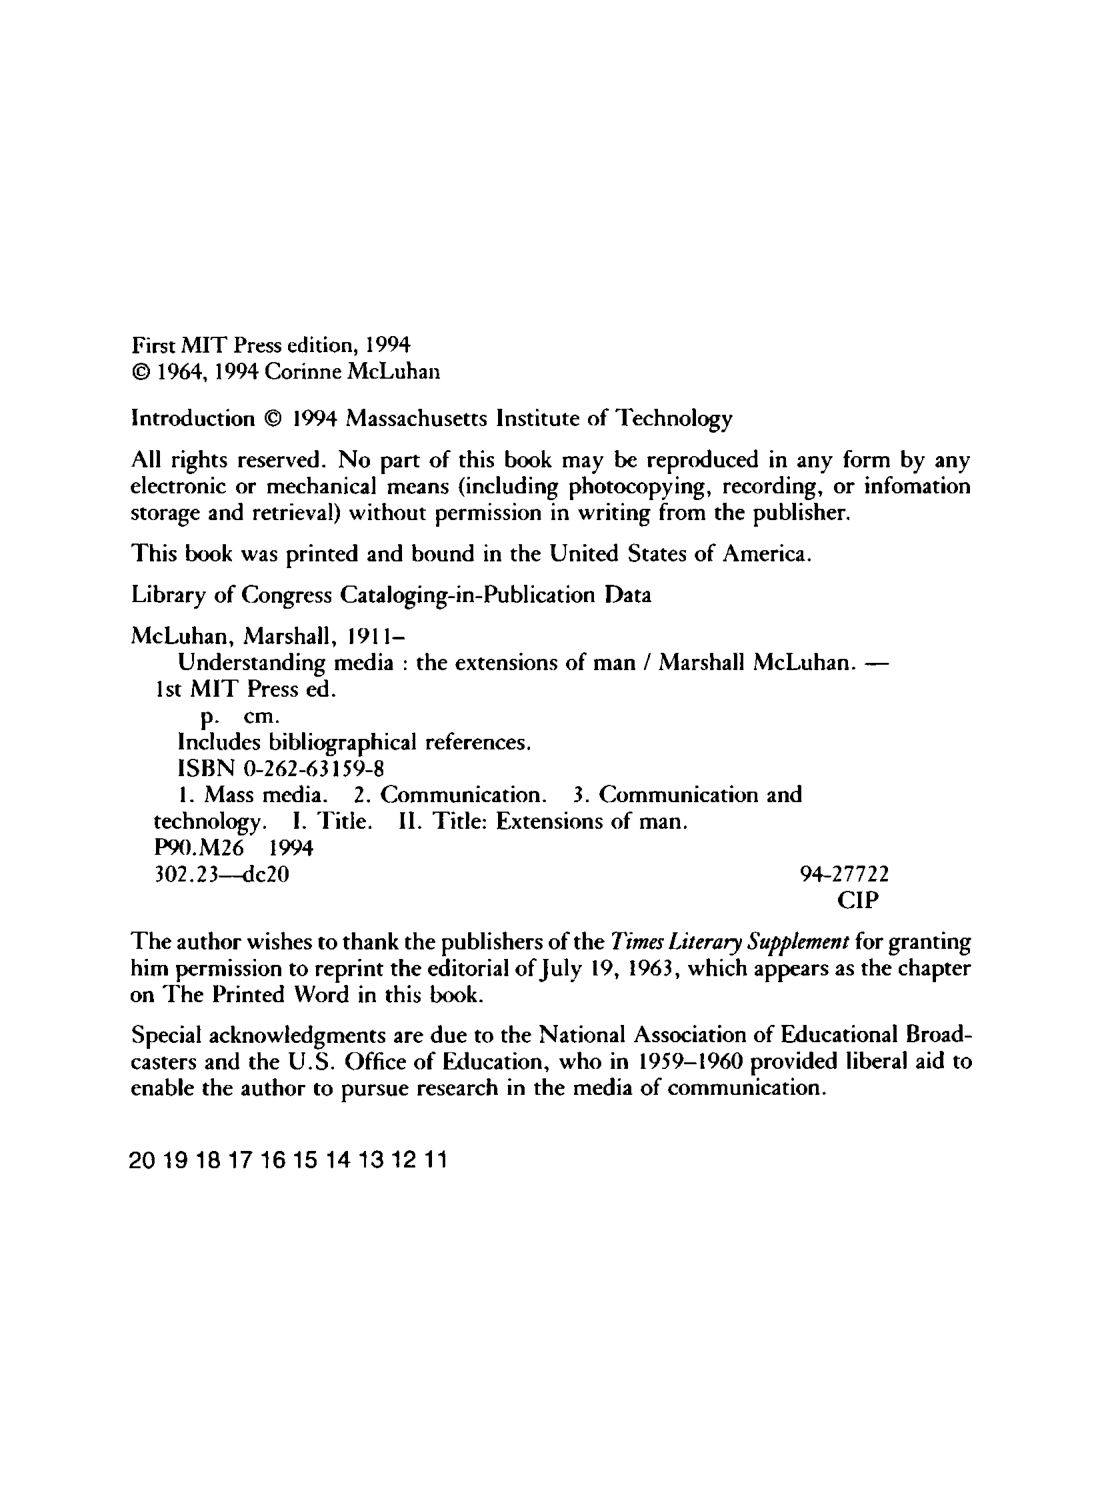 First MIT Press edition, 1994
© 1964, 1994 Corinne McLuhan
Introduction © 1994 Massachusetts Institute of Technology
All rights reserved. No part of this book may be reproduced in any form by any
electronic or mechanical means (including photocopying, recording, or infomation
storage and retrieval) without permission in writing from the publisher.
This book was printed and bound in the United States of America.
Library of Congress Cataloging-in-Publication Data
McLuhan, Marshall, 1911–
Understanding media : the extensions of man / Marshall McLuhan. —
1st MIT Press ed.
p. cm.
Includes bibliographical references.
ISBN 0-262-63159-8
1. Mass media. 2. Communication. 3. Communication and
technology. I. Title. II. Title: Extensions of man.
P90.M26 1994
302.23—dc20 94-27722
CIP
The author wishes to thank the publishers of the Times Literary Supplement for granting
him permission to reprint the editorial of July 19, 1963, which appears as the chapter
on The Printed Word in this book.
Special acknowledgments are due to the National Association of Educational Broad-
casters and the U.S. Office of Education, who in 1959–1960 provided liberal aid to
enable the author to pursue research in the media of communication.
20 19 18 17 16 15 14 13 12 11